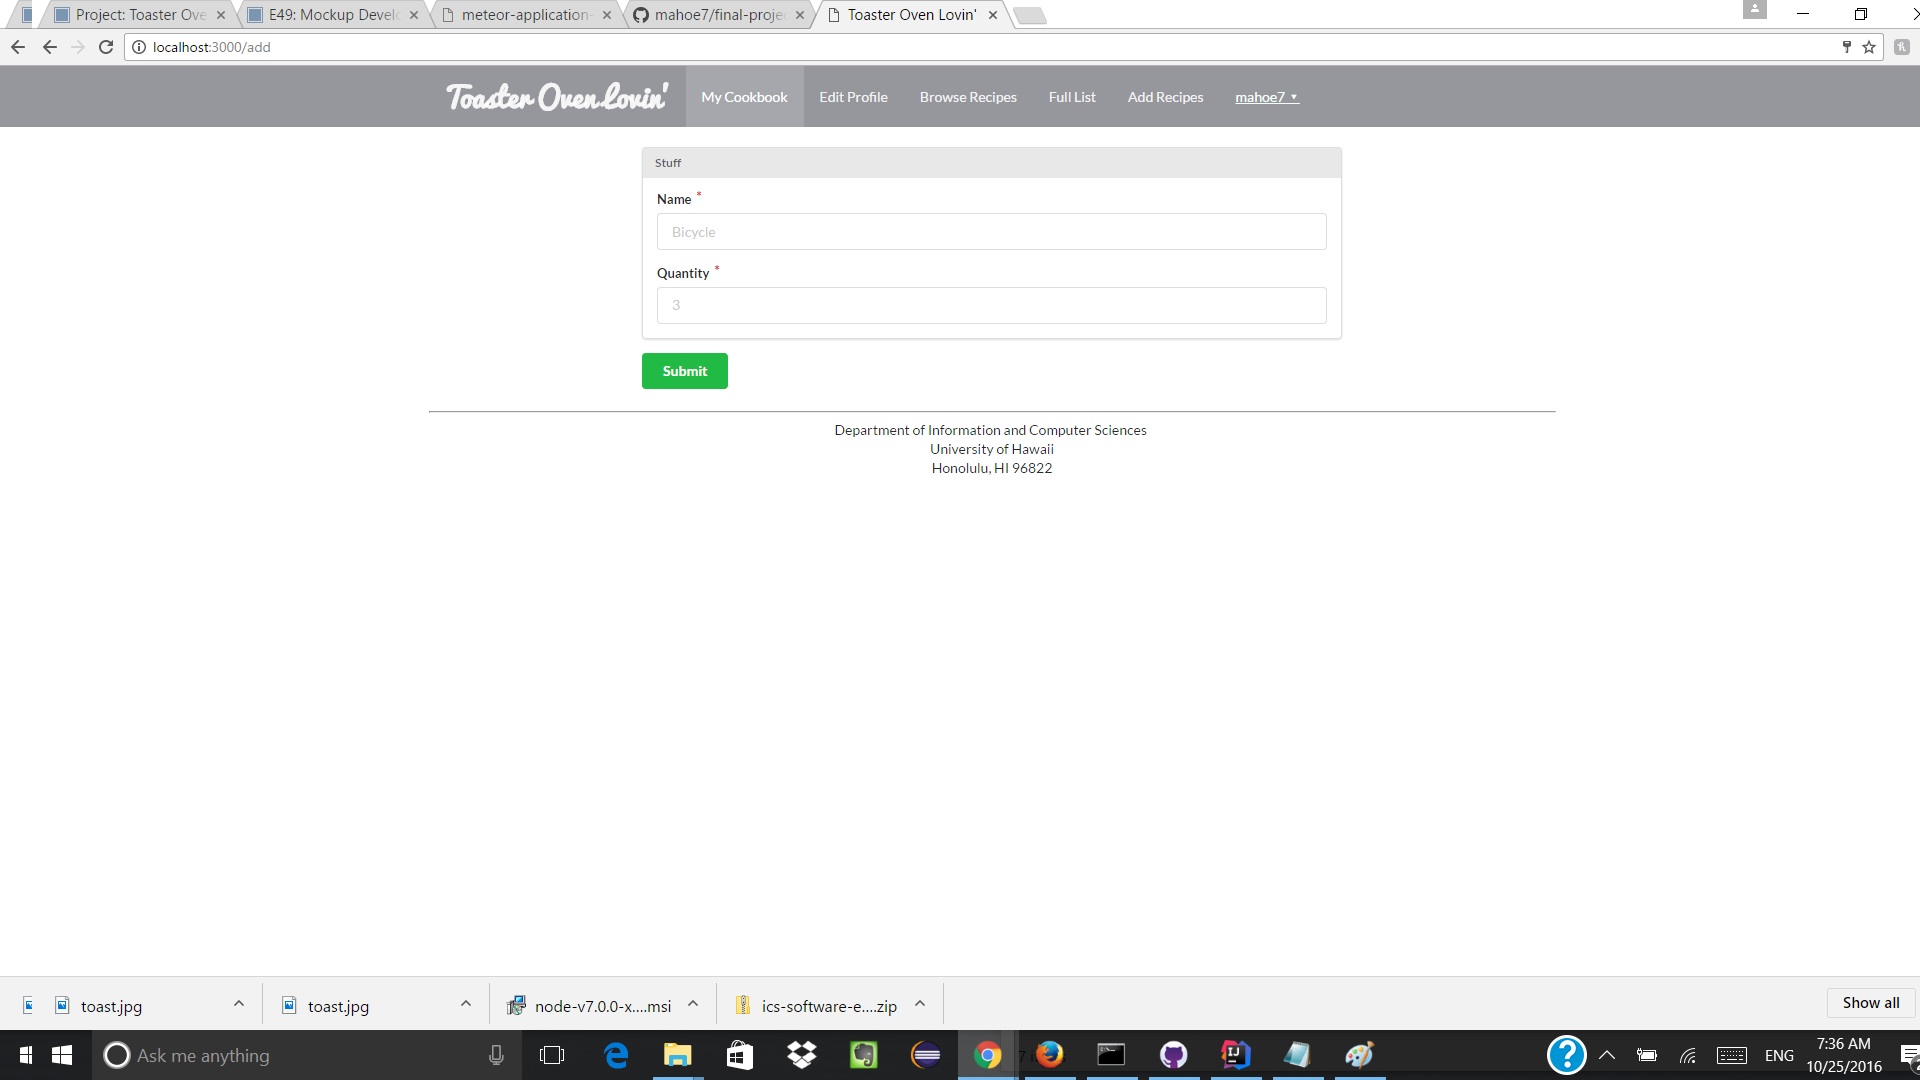 Project: Toaster Ove
E49: Mockup Develo
meteor-application-
mahoe7/final-projec
Toaster Oven Lovin'
localhost:3000/add
Toaster Oven Lovin'
My Cookbook
Edit Profile
Browse Recipes
Full List
Add Recipes
mahoe7
Stuff
Name *
Bicycle
Quantity *
3
Submit
Department of Information and Computer Sciences
University of Hawaii
Honolulu, HI 96822
toast.jpg
toast.jpg
node-v7.0.0-x....msi
ics-software-e....zip
Show all
Ask me anything
ENG
7:36 AM
10/25/2016